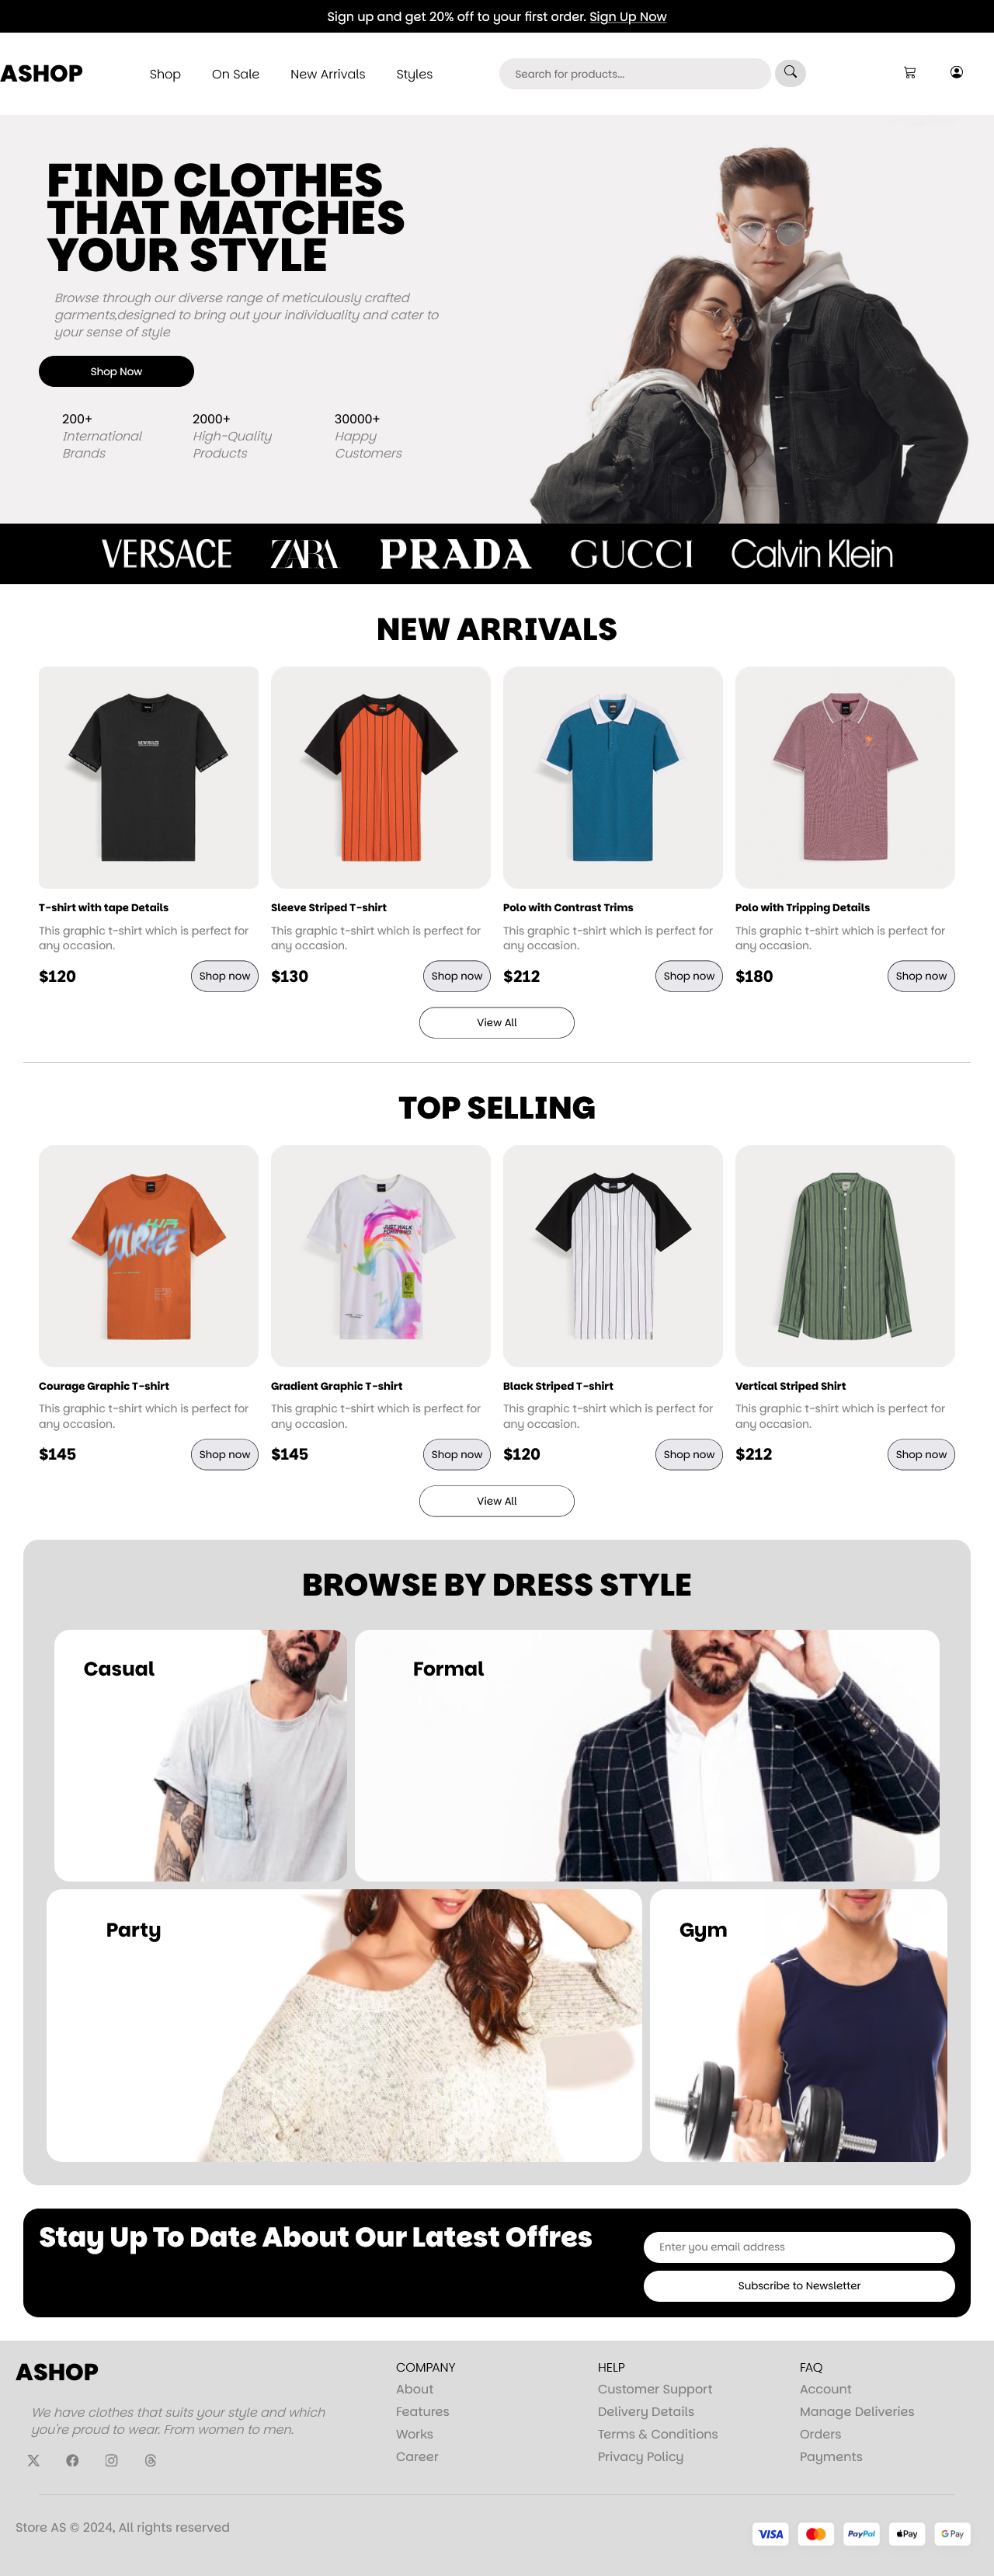 Sign up and get 20% off to your first order. Sign Up Now
ASHOP
Shop
On Sale
New Arrivals
Styles
Search for products...
FIND CLOTHES
THAT MATCHES
YOUR STYLE
Browse through our diverse range of meticulously crafted
garments,designed to bring out your individuality and cater to
your sense of style
Shop Now
200+
International
Brands
2000+
High-Quality
Products
30000+
Happy
Customers
VERSACE
ZARA
PRADA
GUCCI
Calvin Klein
NEW ARRIVALS
NEW RULES
T-shirt with tape Details
This graphic t-shirt which is perfect for
any occasion.
$120
Shop now
Sleeve Striped T-shirt
This graphic t-shirt which is perfect for
any occasion.
$130
Shop now
Polo with Contrast Trims
This graphic t-shirt which is perfect for
any occasion.
$212
Shop now
Polo with Tripping Details
This graphic t-shirt which is perfect for
any occasion.
$180
Shop now
View All
TOP SELLING
COURAGE
JUST WALK
FORWARD.
Courage Graphic T-shirt
This graphic t-shirt which is perfect for
any occasion.
$145
Shop now
Gradient Graphic T-shirt
This graphic t-shirt which is perfect for
any occasion.
$145
Shop now
Black Striped T-shirt
This graphic t-shirt which is perfect for
any occasion.
$120
Shop now
Vertical Striped Shirt
This graphic t-shirt which is perfect for
any occasion.
$212
Shop now
View All
BROWSE BY DRESS STYLE
Casual
Formal
Party
Gym
Stay Up To Date About Our Latest Offres
Enter you email address
Subscribe to Newsletter
ASHOP
We have clothes that suits your style and which
you're proud to wear. From women to men.
COMPANY
About
Features
Works
Career
HELP
Customer Support
Delivery Details
Terms & Conditions
Privacy Policy
FAQ
Account
Manage Deliveries
Orders
Payments
Store AS © 2024, All rights reserved
VISA
PayPal
Pay
G Pay